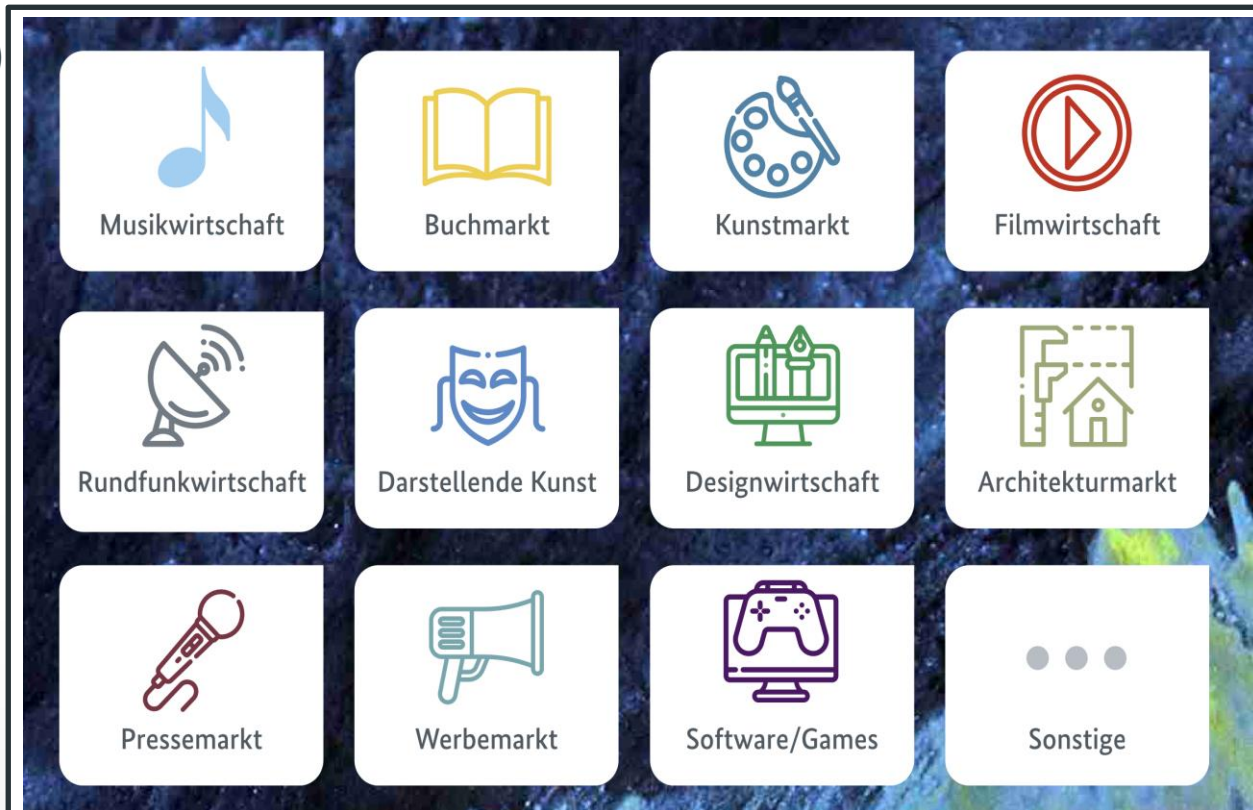 Musikwirtschaft
Buchmarkt
Kunstmarkt
Filmwirtschaft
Rundfunkwirtschaft
Darstellende Kunst
Designwirtschaft
Architekturmarkt
Pressemarkt
Werbemarkt
Software/Games
Sonstige